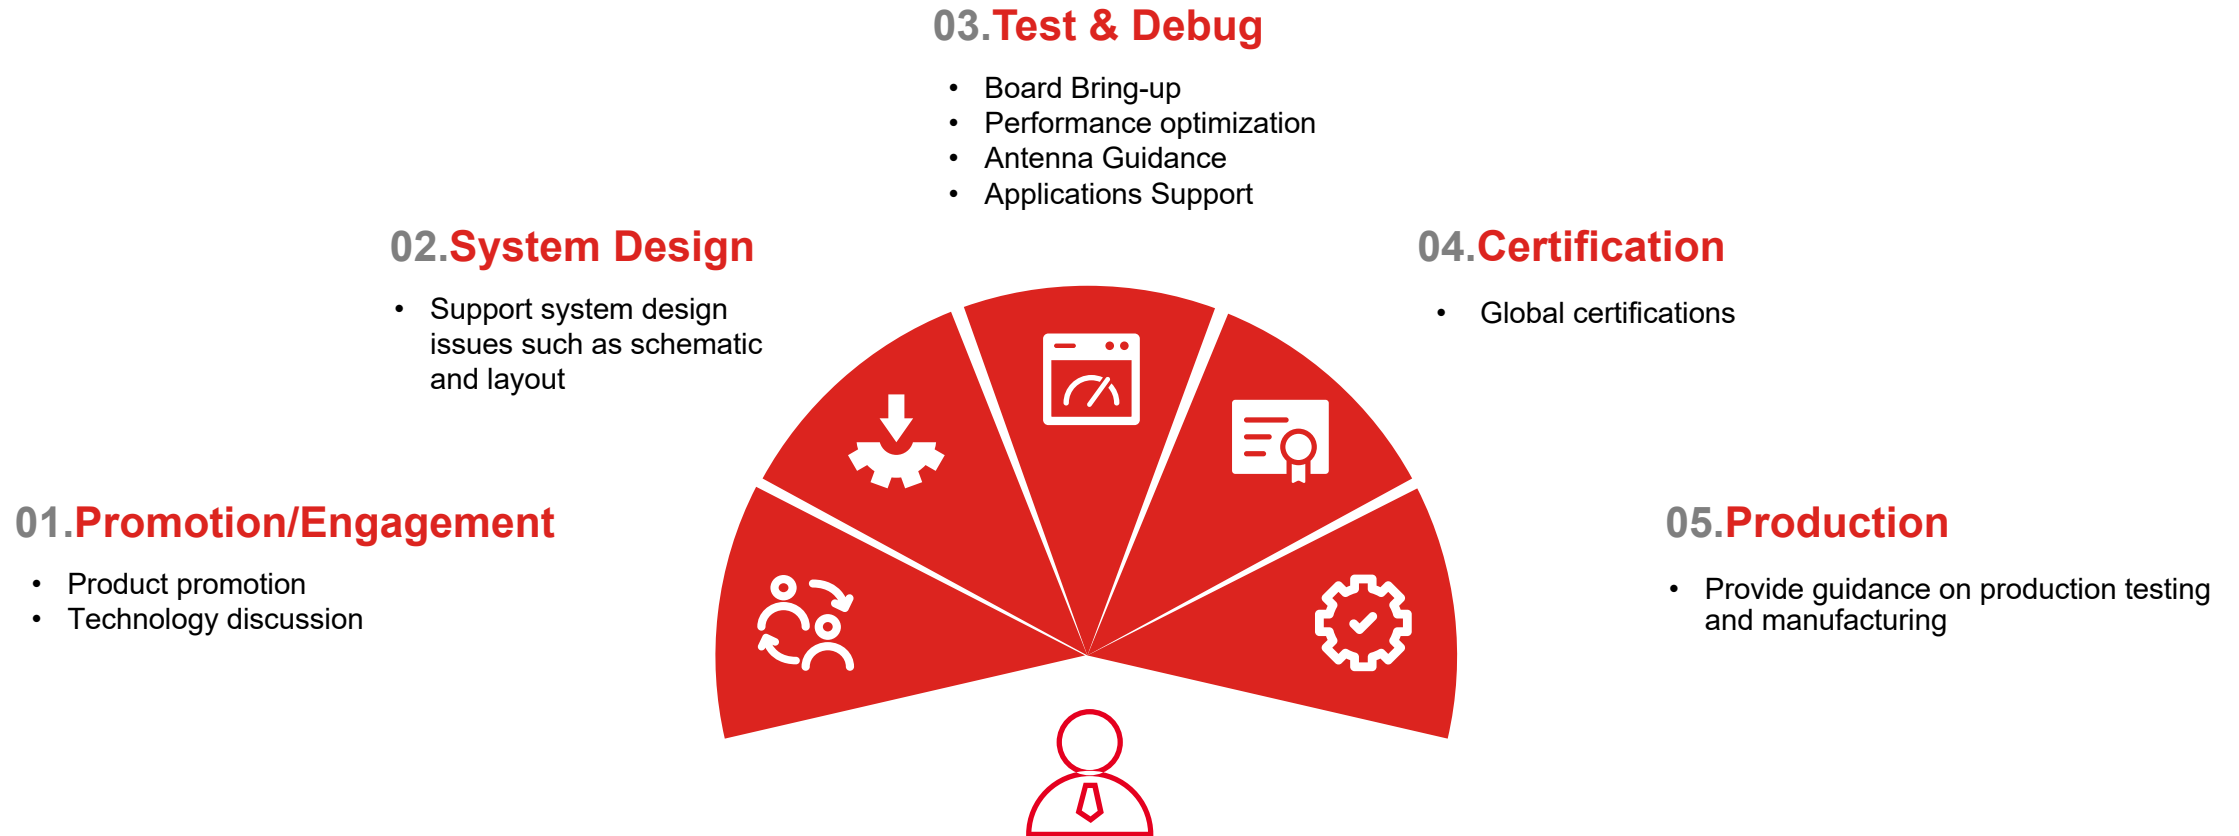 03.Test & Debug
• Board Bring-up
• Performance optimization
• Antenna Guidance
• Applications Support
02.System Design
• Support system design
issues such as schematic
and layout
04.Certification
• Global certifications
01.Promotion/Engagement
• Product promotion
• Technology discussion
05.Production
• Provide guidance on production testing
and manufacturing